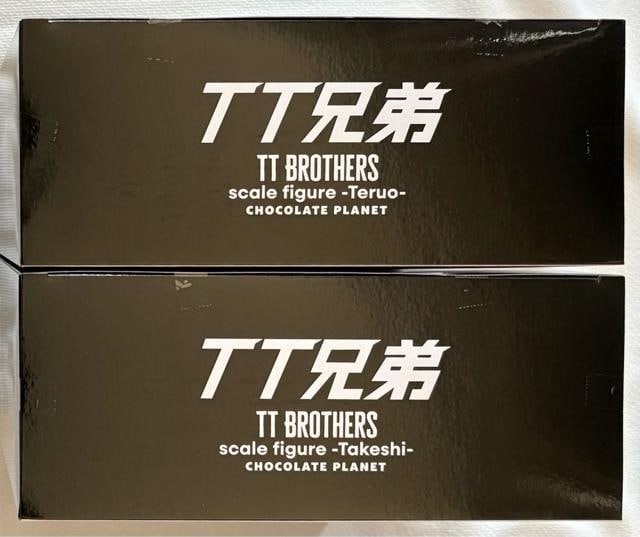 TT兄弟
TT BROTHERS
scale figure -Teruo-
CHOCOLATE PLANET
TT兄弟
TT BROTHERS
scale figure -Takeshi-
CHOCOLATE PLANET